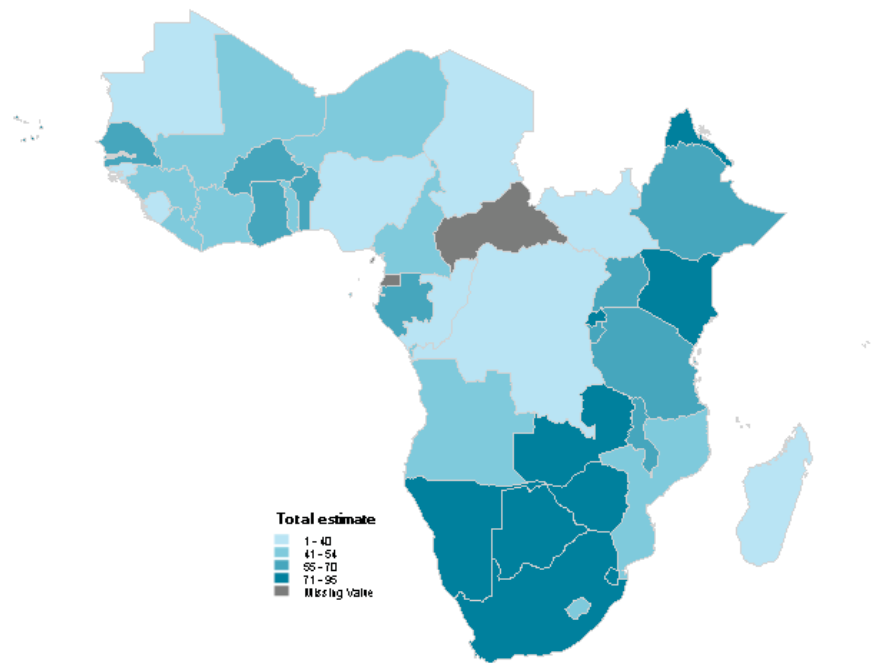 Total estimate
1 - 40
41 - 54
55 - 70
71 - 95
Missing Value